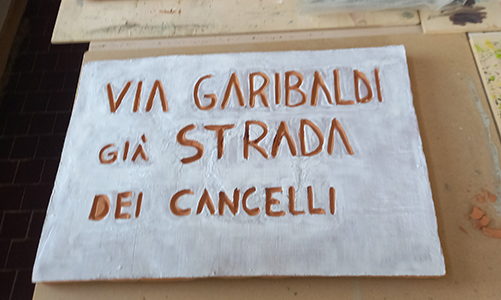 VIA GARIBALDI
GIÀ STRADA
DEI CANCELLI